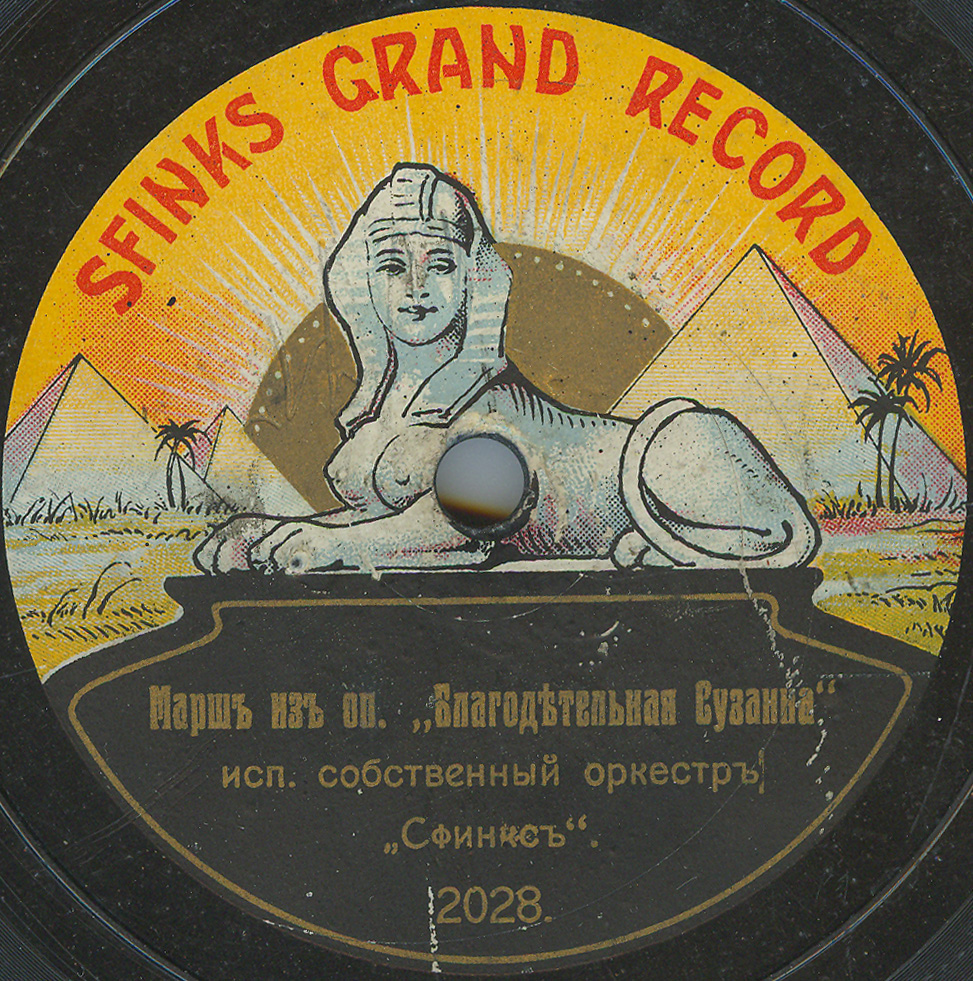 SFINKS GRAND RECORD
Маршъ изъ оп. „Благодѣтельная Сузанна“
исп. собственный оркестръ
„Сфинксъ“.
2028.